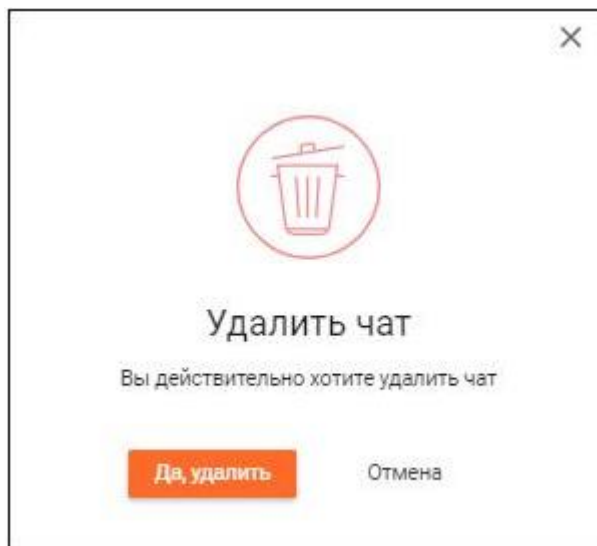 Удалить чат
Вы действительно хотите удалить чат
Да, удалить Отмена